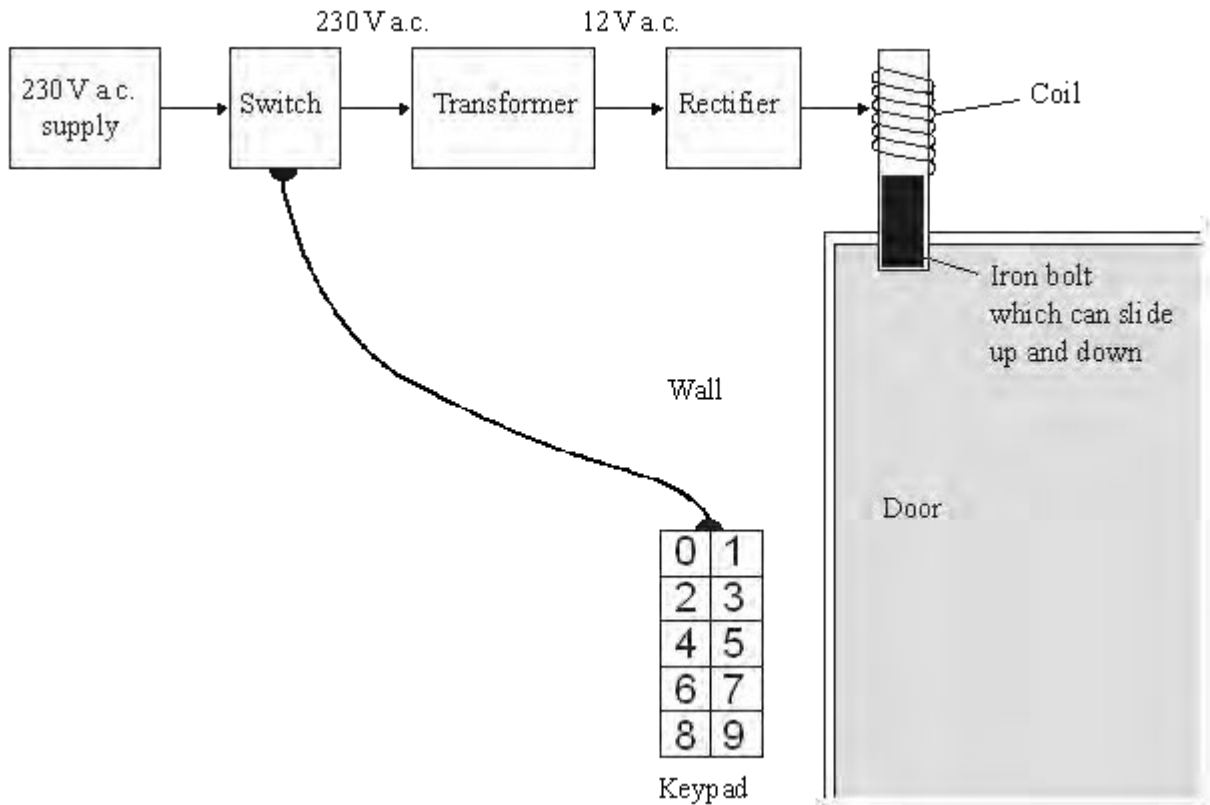 230 V a.c.
12 V a.c.
230 V a.c.
supply
Switch
Transformer
Rectifier
Coil
Iron bolt
which can slide
up and down
Wall
Door
0 1
2 3
4 5
6 7
8 9
Keypad